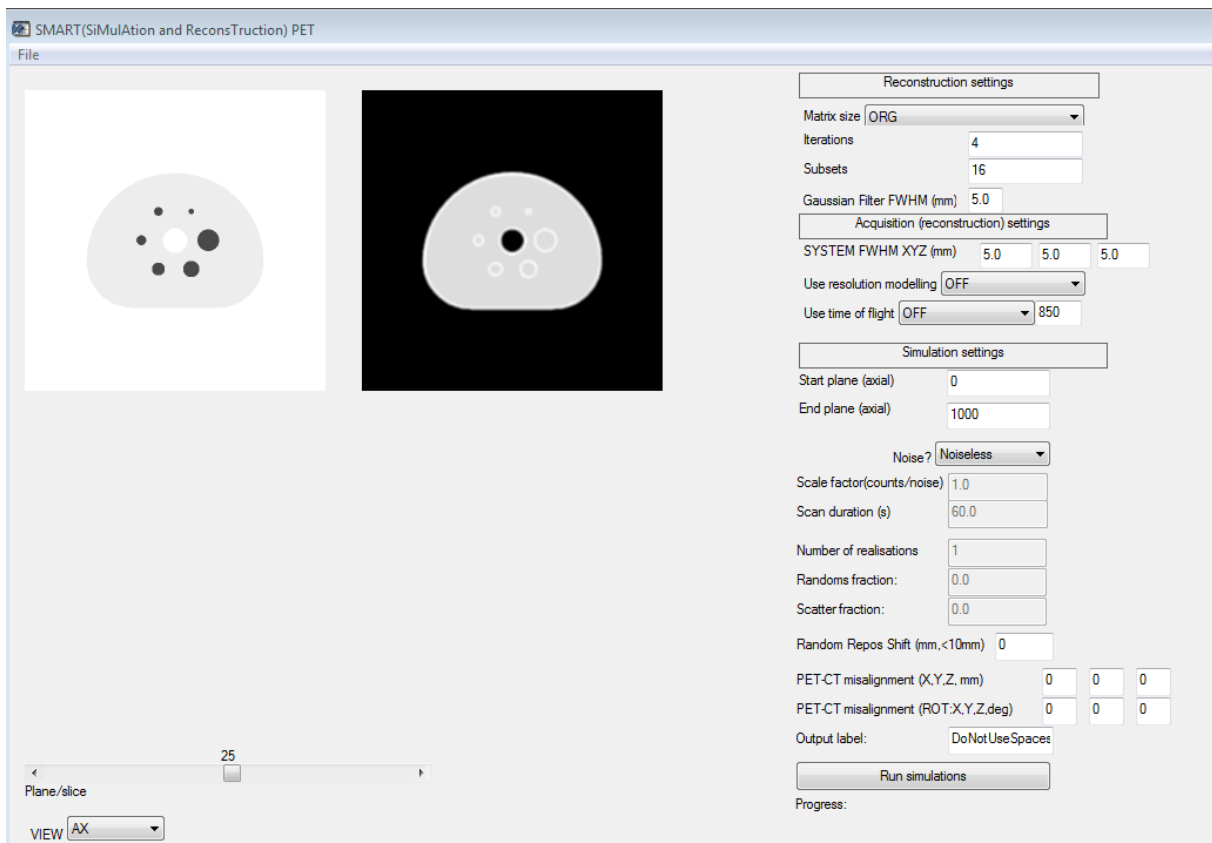 SMART(SiMulAtion and ReconsTruction) PET
File
Reconstruction settings
Matrix size ORG
Iterations 4
Subsets 16
Gaussian Filter FWHM (mm) 5.0
Acquisition (reconstruction) settings
SYSTEM FWHM XYZ (mm) 5.0 5.0 5.0
Use resolution modelling OFF
Use time of flight OFF 850
Simulation settings
Start plane (axial) 0
End plane (axial) 1000
Noise? Noiseless
Scale factor(counts/noise) 1.0
Scan duration (s) 60.0
Number of realisations 1
Randoms fraction: 0.0
Scatter fraction: 0.0
Random Repos Shift (mm,<10mm) 0
PET-CT misalignment (X,Y,Z, mm) 0 0 0
PET-CT misalignment (ROT:X,Y,Z,deg) 0 0 0
Output label: DoNotUseSpaces
Run simulations
Progress:
25
Plane/slice
VIEW AX